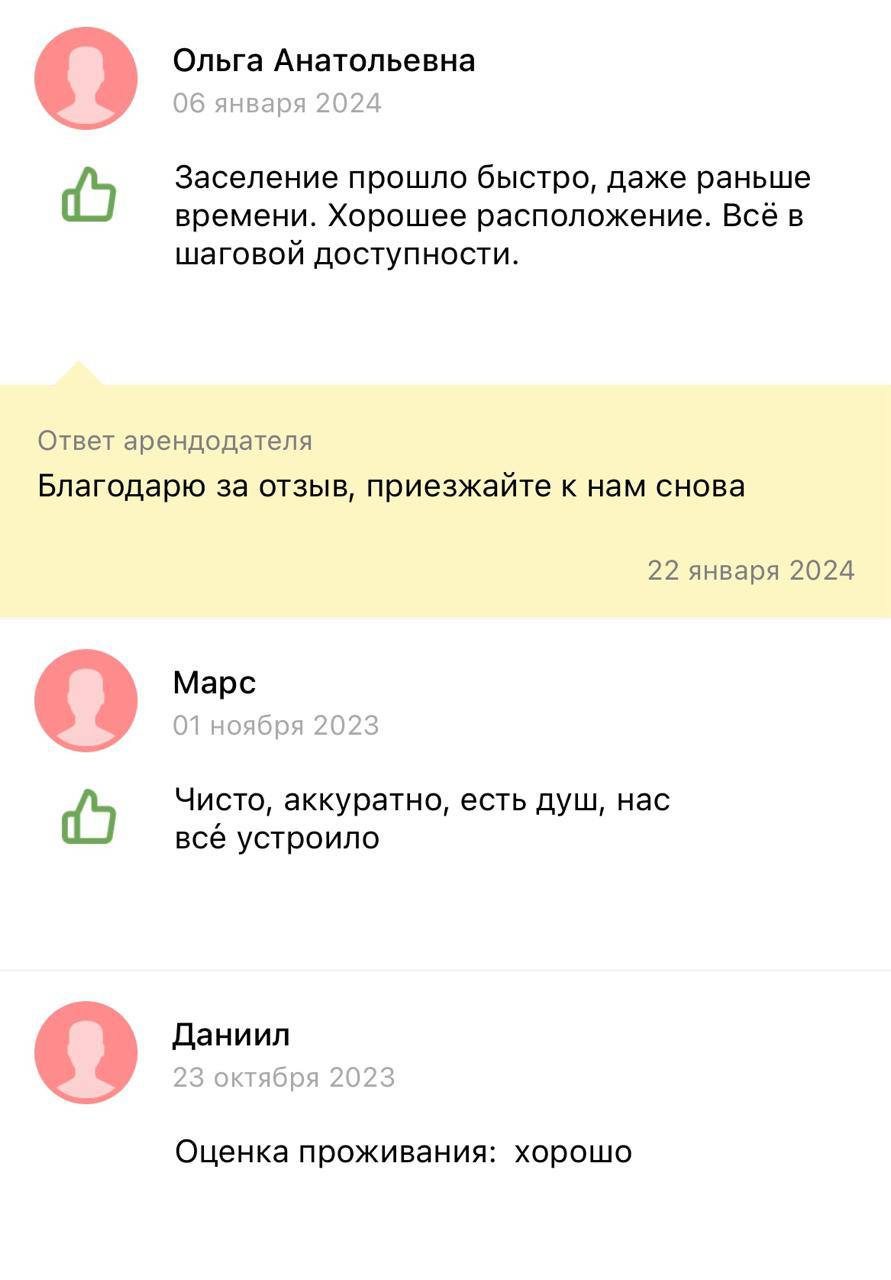 Ольга Анатольевна
06 января 2024
Заселение прошло быстро, даже раньше
времени. Хорошее расположение. Всё в
шаговой доступности.
Ответ арендодателя
Благодарю за отзыв, приезжайте к нам снова
22 января 2024
Марс
01 ноября 2023
Чисто, аккуратно, есть душ, нас
всé устроило
Даниил
23 октября 2023
Оценка проживания:  хорошо